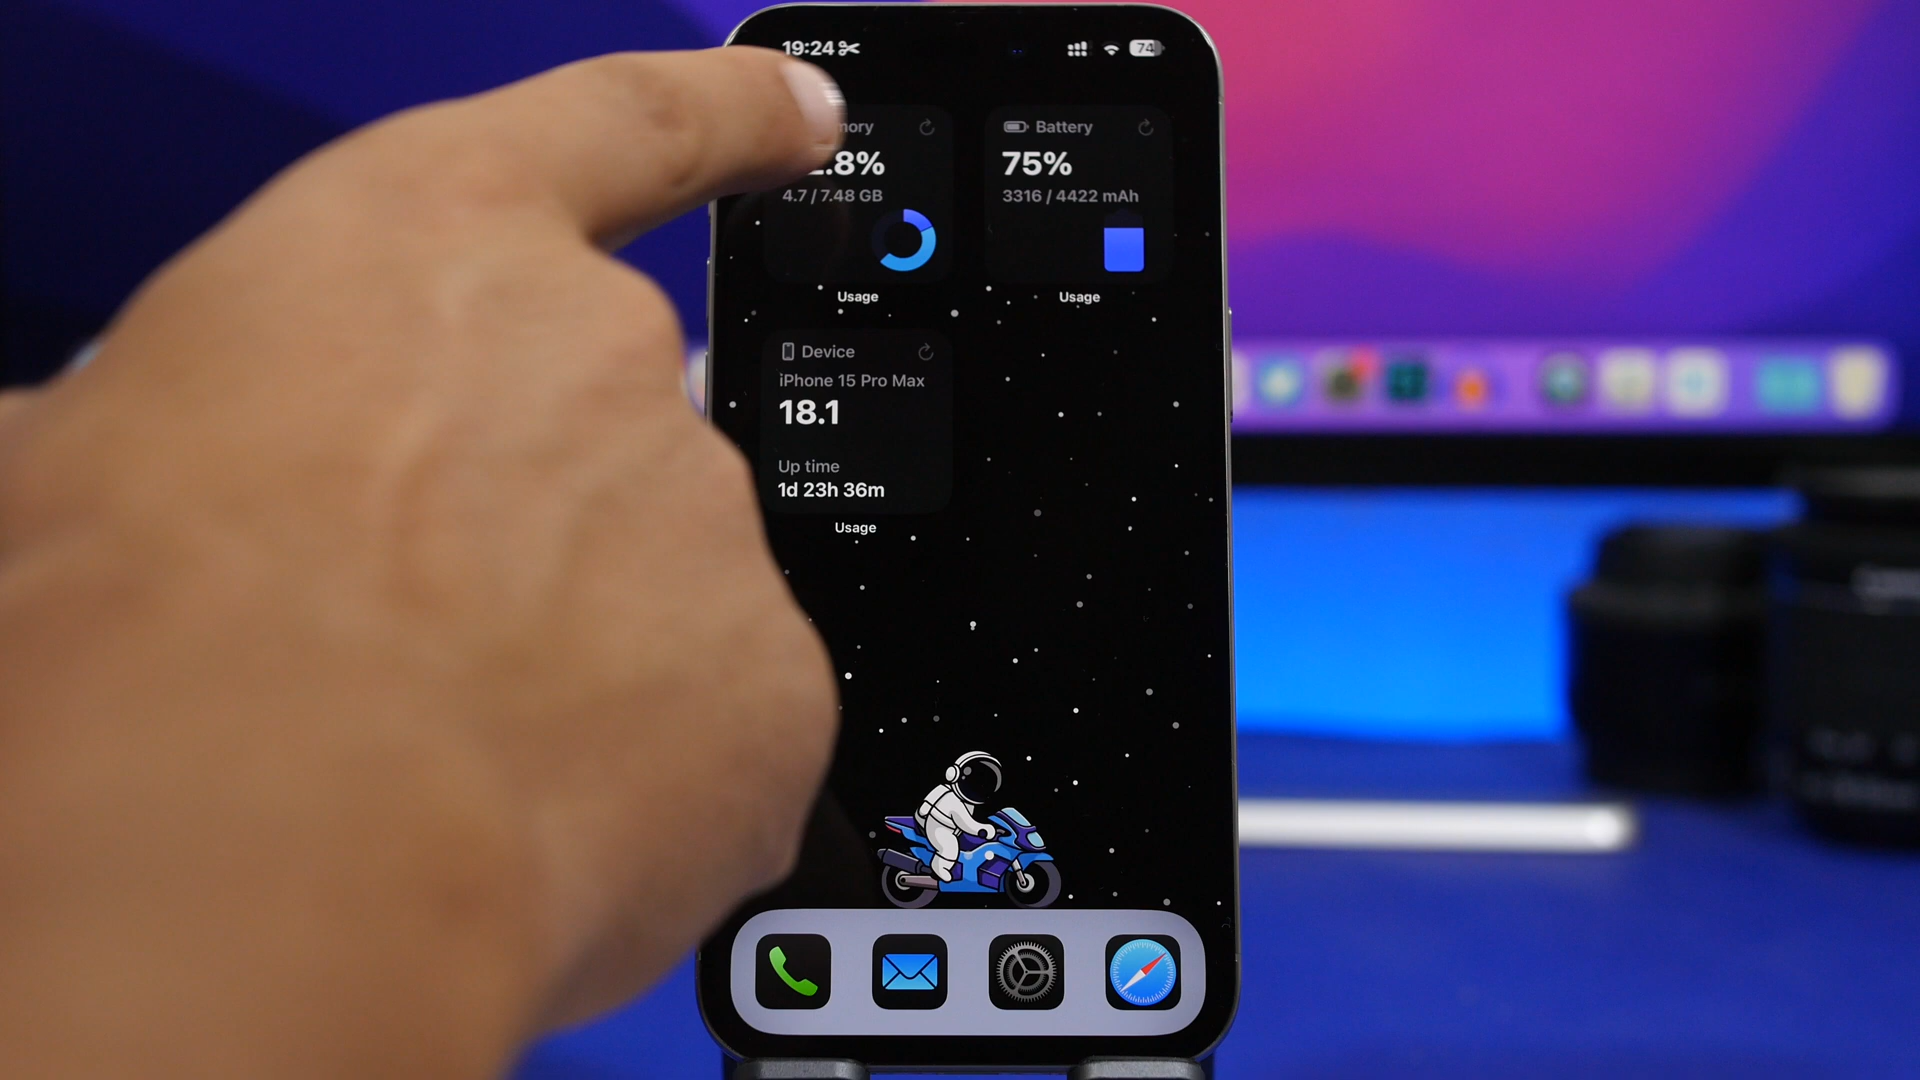 19:24
74
Battery
.8%
75%
4.7 / 7.48 GB
3316 / 4422 mAh
Usage
Usage
Device
iPhone 15 Pro Max
18.1
Up time
1d 23h 36m
Usage